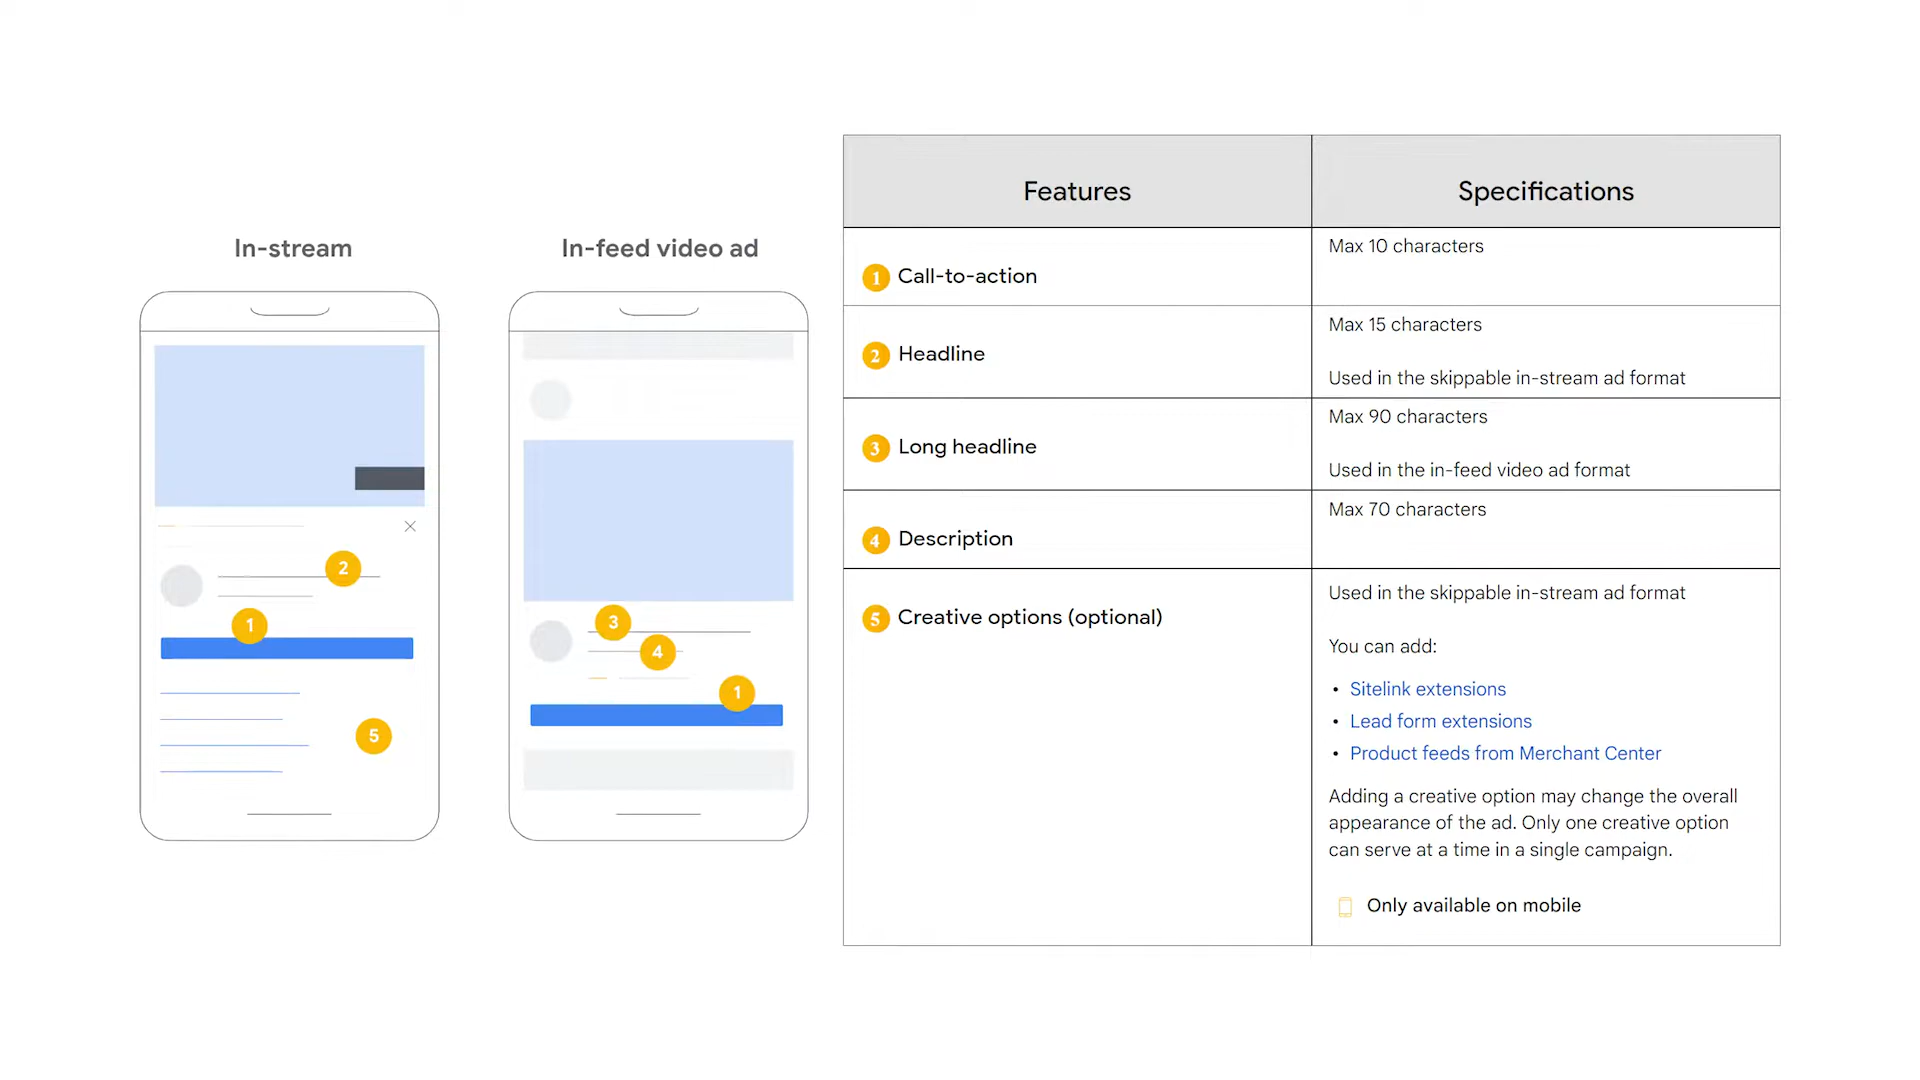 In-stream
In-feed video ad
2
1
5
3
4
1
Features
Specifications
1 Call-to-action
Max 10 characters
2 Headline
Max 15 characters
Used in the skippable in-stream ad format
3 Long headline
Max 90 characters
Used in the in-feed video ad format
4 Description
Max 70 characters
5 Creative options (optional)
Used in the skippable in-stream ad format
You can add:
• Sitelink extensions
• Lead form extensions
• Product feeds from Merchant Center
Adding a creative option may change the overall
appearance of the ad. Only one creative option
can serve at a time in a single campaign.
Only available on mobile